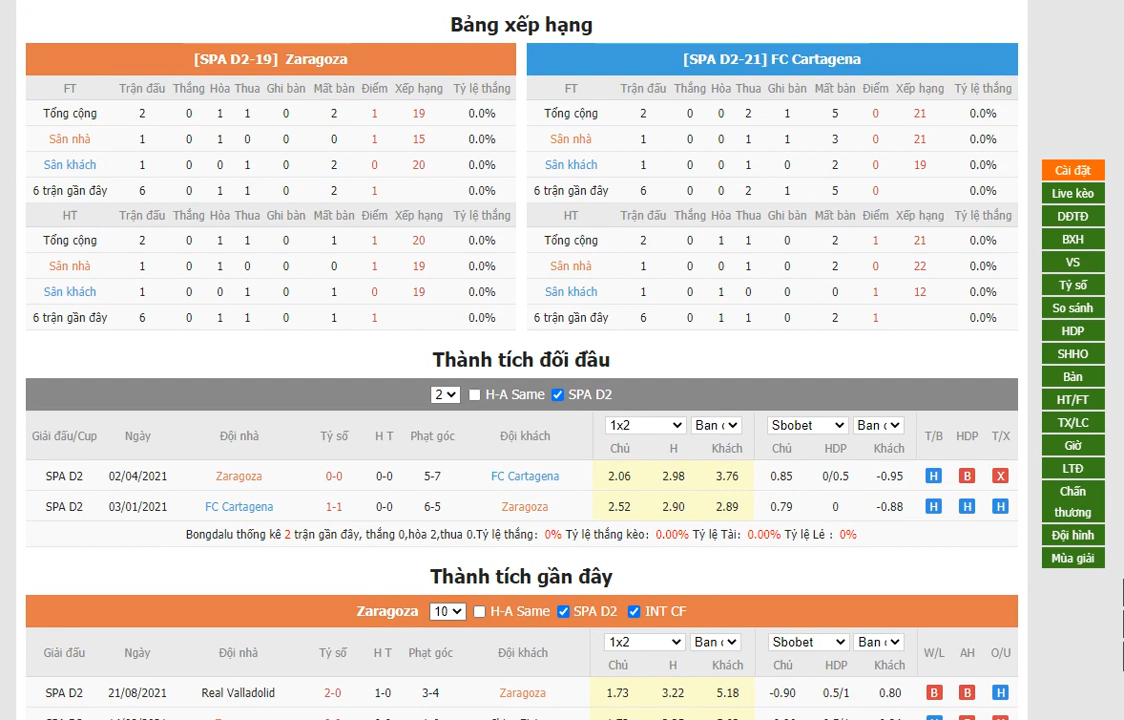 Bảng xếp hạng
[SPA D2-19] Zaragoza
FT Trận đấu Thắng Hòa Thua Ghi bàn Mất bàn Điểm Xếp hạng Tỷ lệ thắng
Tổng cộng 2 0 1 1 0 2 1 19 0.0%
Sân nhà 1 0 1 0 0 0 1 15 0.0%
Sân khách 1 0 0 1 0 2 0 20 0.0%
6 trận gần đây 6 0 1 1 0 2 1 0.0%
HT Trận đấu Thắng Hòa Thua Ghi bàn Mất bàn Điểm Xếp hạng Tỷ lệ thắng
Tổng cộng 2 0 1 1 0 1 1 20 0.0%
Sân nhà 1 0 1 0 0 0 1 19 0.0%
Sân khách 1 0 0 1 0 1 0 19 0.0%
6 trận gần đây 6 0 1 1 0 1 1 0.0%
[SPA D2-21] FC Cartagena
FT Trận đấu Thắng Hòa Thua Ghi bàn Mất bàn Điểm Xếp hạng Tỷ lệ thắng
Tổng cộng 2 0 0 2 1 5 0 21 0.0%
Sân nhà 1 0 0 1 1 3 0 21 0.0%
Sân khách 1 0 0 1 0 2 0 19 0.0%
6 trận gần đây 6 0 0 2 1 5 0 0.0%
HT Trận đấu Thắng Hòa Thua Ghi bàn Mất bàn Điểm Xếp hạng Tỷ lệ thắng
Tổng cộng 2 0 1 1 0 2 1 21 0.0%
Sân nhà 1 0 0 1 0 2 0 22 0.0%
Sân khách 1 0 1 0 0 0 1 12 0.0%
6 trận gần đây 6 0 1 1 0 2 1 0.0%
Thành tích đối đầu
2 H-A Same SPA D2
Giải đấu/Cup Ngày Đội nhà Tỷ số H T Phạt góc Đội khách 1x2 Ban Sbobet Ban T/B HDP T/X
Chủ H Khách Chủ HDP Khách
SPA D2 02/04/2021 Zaragoza 0-0 0-0 5-7 FC Cartagena 2.06 2.98 3.76 0.85 0/0.5 -0.95 H B X
SPA D2 03/01/2021 FC Cartagena 1-1 0-0 6-5 Zaragoza 2.52 2.90 2.89 0.79 0 -0.88 H H H
Bongdalu thống kê 2 trận gần đây, thắng 0,hòa 2,thua 0.Tỷ lệ thắng: 0% Tỷ lệ thắng kèo: 0.00% Tỷ lệ Tài: 0.00% Tỷ lệ Lẻ : 0%
Thành tích gần đây
Zaragoza 10 H-A Same SPA D2 INT CF
Giải đấu Ngày Đội nhà Tỷ số H T Phạt góc Đội khách 1x2 Ban Sbobet Ban W/L AH O/U
Chủ H Khách Chủ HDP Khách
SPA D2 21/08/2021 Real Valladolid 2-0 1-0 3-4 Zaragoza 1.73 3.22 5.18 -0.90 0.5/1 0.80 B B H
Cài đặt
Live kèo
DĐTĐ
BXH
VS
Tỷ số
So sánh
HDP
SHHO
Bàn
HT/FT
TX/LC
Giờ
LTĐ
Chấn
thương
Đội hình
Mùa giải